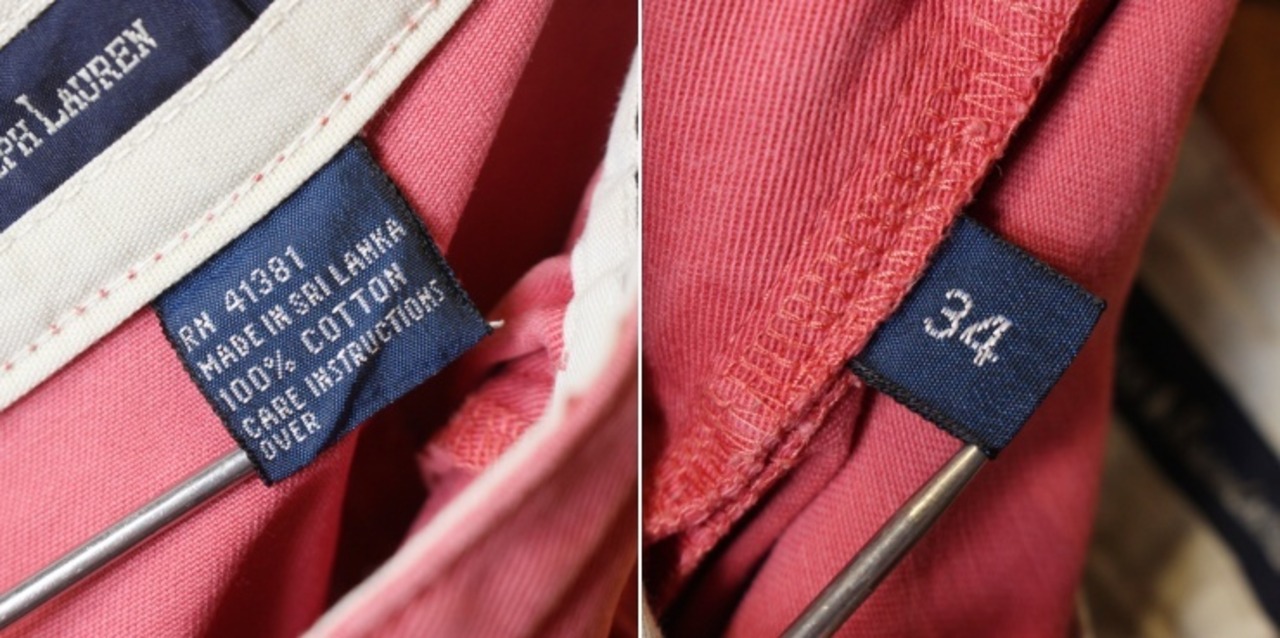 LAUREN
RN 41381
MADE IN SRI LANKA
100% COTTON
CARE INSTRUCTIONS
OVER
34